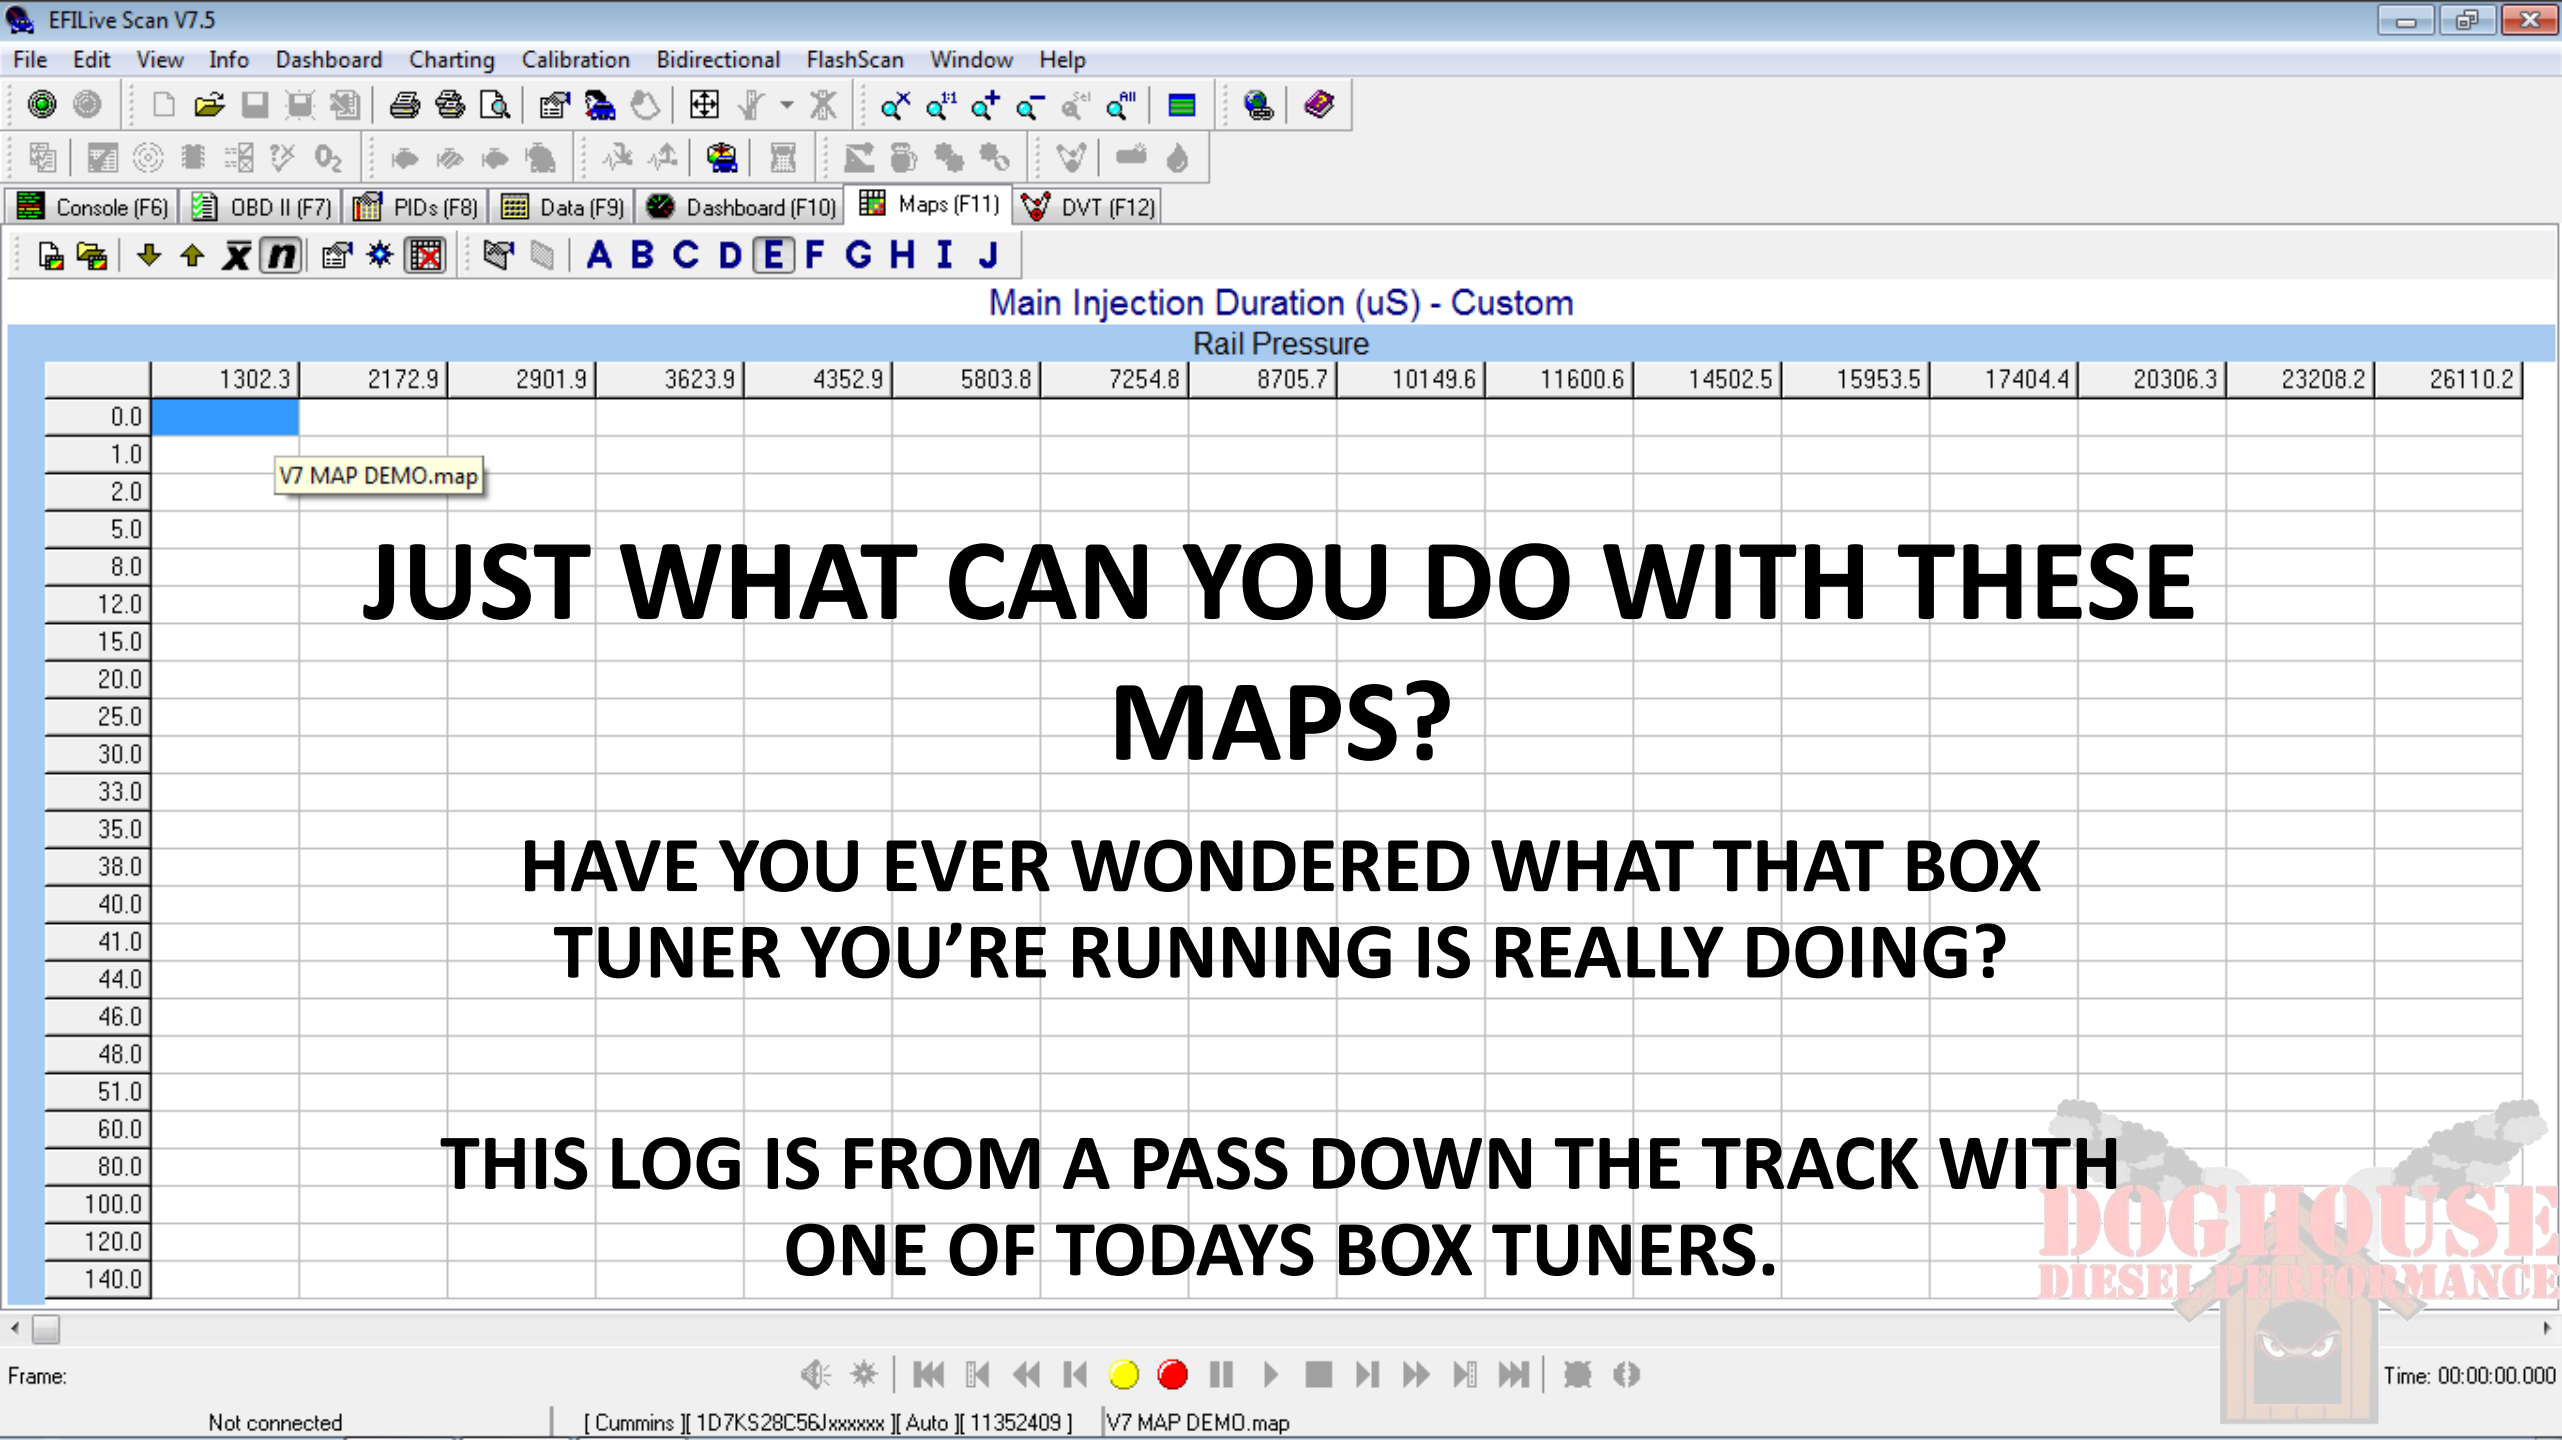 EFILive Scan V7.5
File Edit View Info Dashboard Charting Calibration Bidirectional FlashScan Window Help
Console (F6) OBD II (F7) PIDs (F8) Data (F9) Dashboard (F10) Maps (F11) DVT (F12)
A B C D E F G H I J
Main Injection Duration (uS) - Custom
Rail Pressure
1302.3 2172.9 2901.9 3623.9 4352.9 5803.8 7254.8 8705.7 10149.6 11600.6 14502.5 15953.5 17404.4 20306.3 23208.2 26110.2
0.0
1.0
V7 MAP DEMO.map
2.0
5.0
8.0
12.0
15.0
20.0
25.0
30.0
33.0
35.0
38.0
40.0
41.0
44.0
46.0
48.0
51.0
60.0
80.0
100.0
120.0
140.0
JUST WHAT CAN YOU DO WITH THESE
MAPS?
HAVE YOU EVER WONDERED WHAT THAT BOX
TUNER YOU’RE RUNNING IS REALLY DOING?
THIS LOG IS FROM A PASS DOWN THE TRACK WITH
ONE OF TODAYS BOX TUNERS.
DOGHOUSE
DIESEL PERFORMANCE
Frame:
Time: 00:00:00.000
Not connected [ Cummins ][ 1D7KS28C56Jxxxxxx ][ Auto ][ 11352409 ] V7 MAP DEMO.map